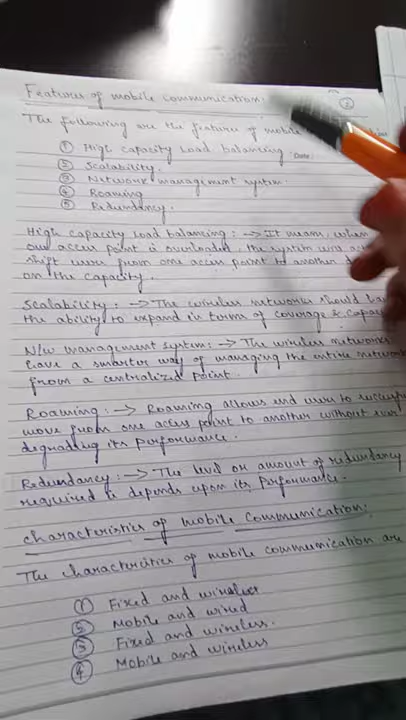 Features of mobile communication:
②
The following are the features of mobile
Date:
① High capacity Load balancing
② Scalability.
③ Network management system
④ Roaming
⑤ Redundancy.
High capacity Load balancing : → It means, when
one access point is overloaded, the system will
shift user from one access point to another
on the capacity.
Scalability : → The wireless networks should
the ability to expand in terms of coverage &
N/w management system : → The wireless networks
have a smarter way of managing the entire network
from a centralized point.
Roaming : → Roaming allows end user to
move from one access point to another without ever
degrading its performance.
Redundancy : → The level or amount of redundancy
required is depends upon its performance.
characteristics of mobile communication:
The characteristics of mobile communication are
① Fixed and wired
② Mobile and wired
③ Fixed and wireless.
④ Mobile and wireless